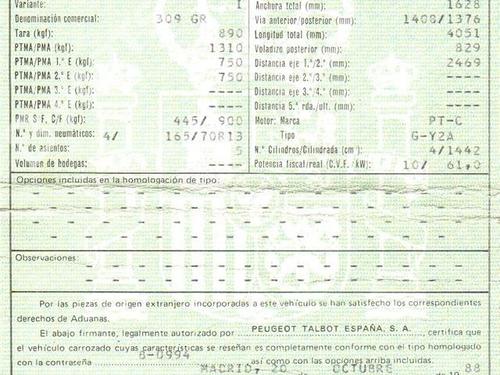 Variante: I Anchura total (mm): 1628
Denominación comercial: 309 GR Vía anterior/posterior (mm): 1408/1376
Tara (kgf): 890 Longitud total (mm): 4051
PTMA/PMA (kgf): 1310 Voladizo posterior (mm): 829
PTMA/PMA 1.º E (kgf): 750 Distancia eje 1.º/2.º (mm): 2469
PTMA/PMA 2.º E (kgf): 750 Distancia eje 2.º/3.º (mm): ----
PTMA/PMA 3.º E (kgf): ---- Distancia eje 3.º/4.º (mm): ----
PTMA/PMA 4.º E (kgf): ---- Distancia 5.ª rda./ult. (mm): ----
PMR S/F, C/F (kgf): 445/ 900 Motor: Marca PT-C
N.º y dim. neumáticos: 4/ 165/70R13 Tipo G-Y2A
N.º de asientos: 5 N.º Cilindros/Cilindrada (cm³): 4/1442
Volumen de bodegas: ---- Potencia fiscal/real (C.V.F./kW): 10/ 61,0
Opciones incluidas en la homologación de tipo:
Observaciones:
Por las piezas de origen extranjero incorporadas a este vehículo se han satisfecho los correspondientes
derechos de Aduanas.
El abajo firmante, legalmente autorizado por PEUGEOT TALBOT ESPAÑA, S. A. certifica que
el vehículo carrozado cuyas características se reseñan es completamente conforme con el tipo homologado
con la contraseña B-0994 así como con las opciones arriba incluidas.
MADRID, 20 OCTUBRE 88